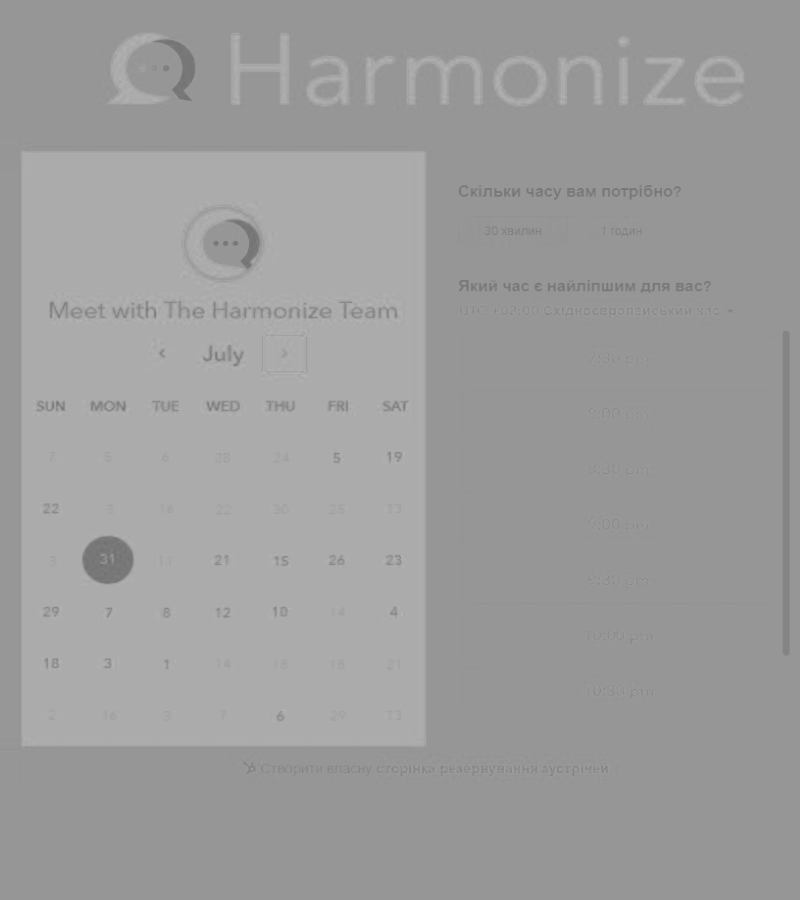 Harmonize
Meet with The Harmonize Team
July
SUN MON TUE WED THU FRI SAT
7 5 6 28 24 5 19
22 3 16 22 30 25 13
3 31 11 21 15 26 23
29 7 8 12 10 14 4
18 3 1 14 18 18 21
2 16 3 7 6 29 13
Скільки часу вам потрібно?
30 хвилин 1 годин
Який час є найліпшим для вас?
UTC +02:00 Східноєвропейський час
7:30 pm
8:00 pm
8:30 pm
9:00 pm
9:30 pm
10:00 pm
10:30 pm
Створити власну сторінка резервування зустрічей